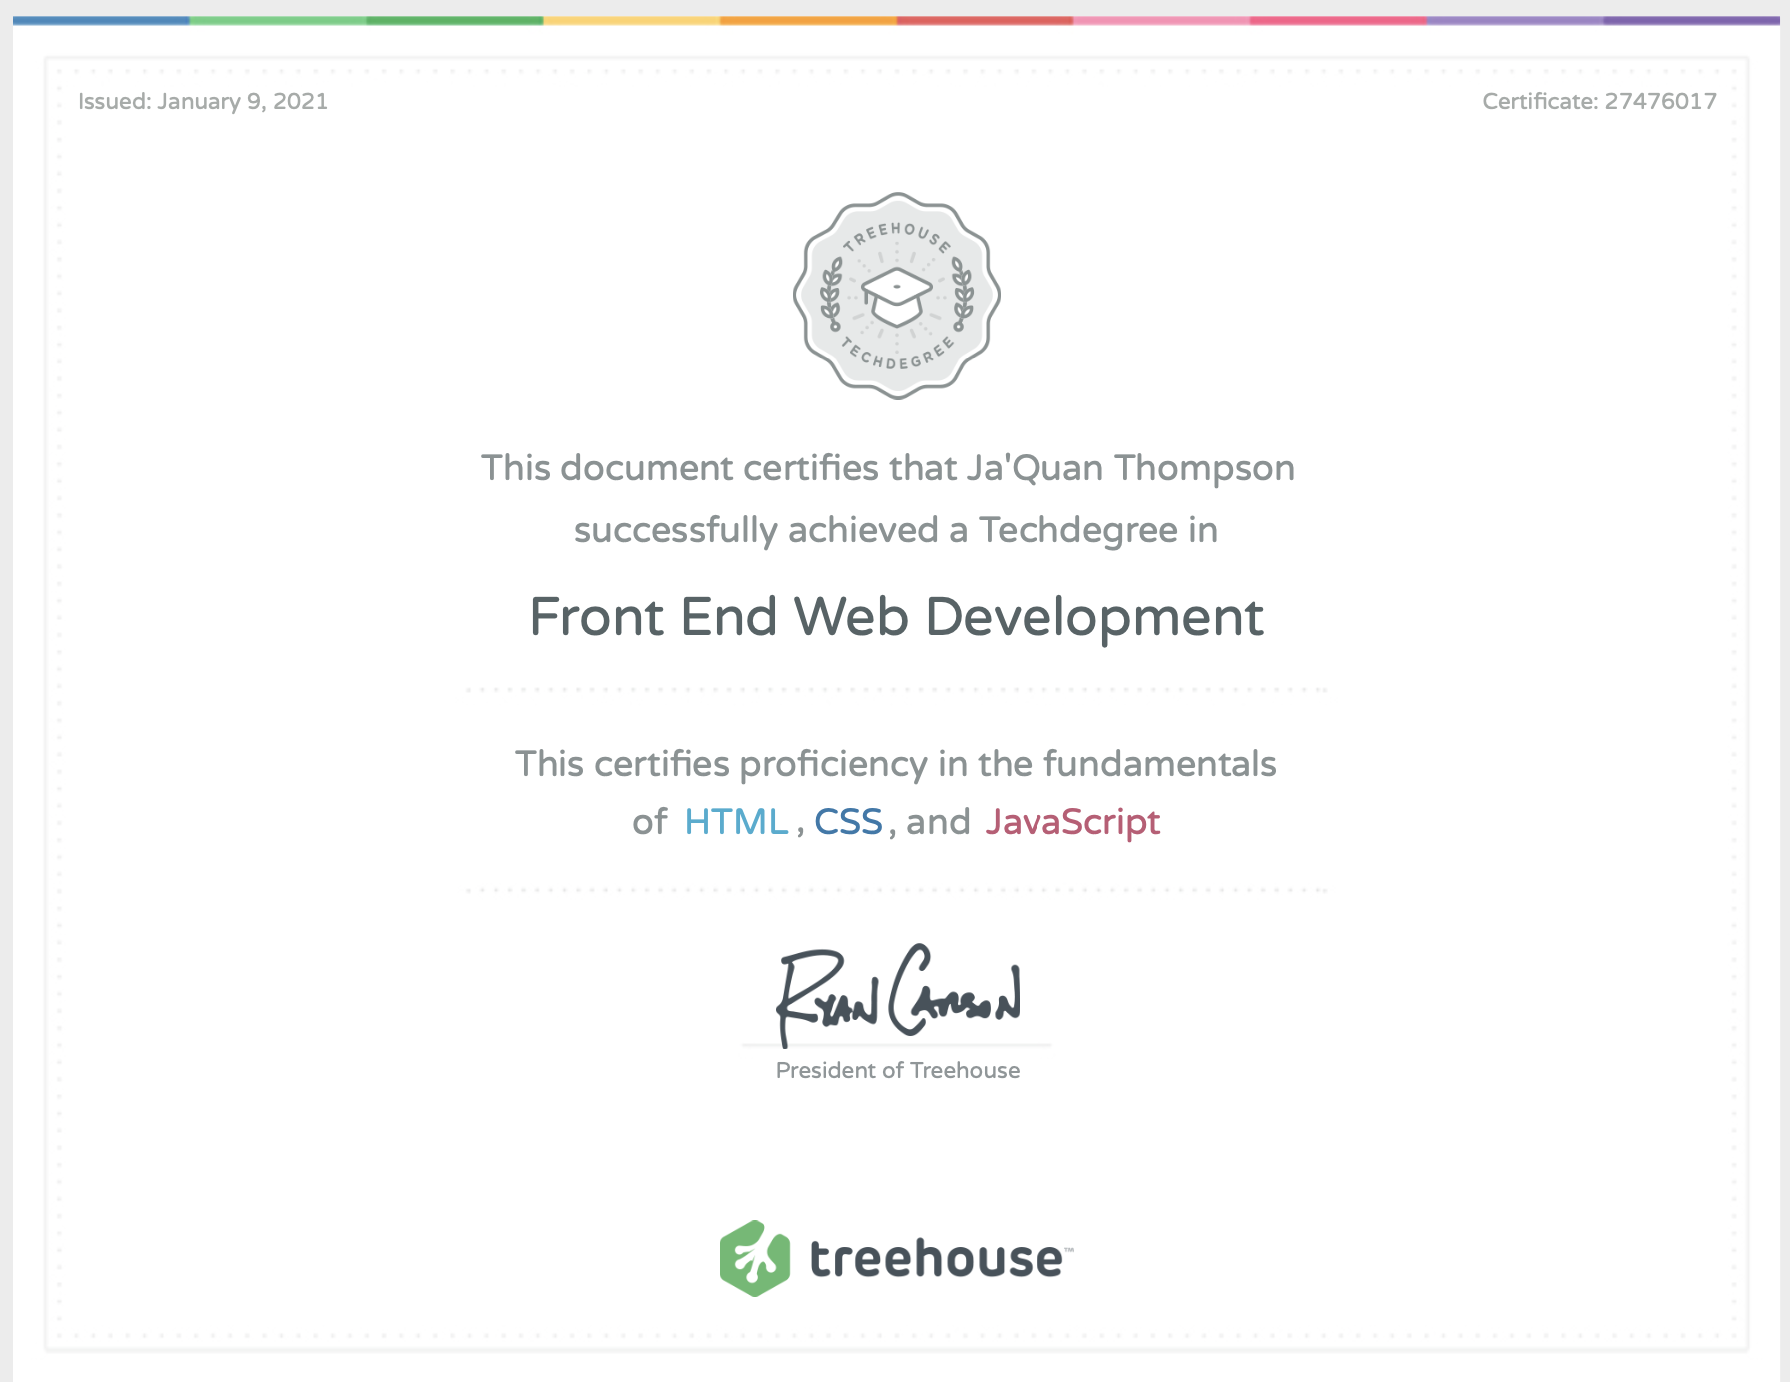 Issued: January 9, 2021
Certificate: 27476017
TREEHOUSE
TECHDEGREE
This document certifies that Ja'Quan Thompson
successfully achieved a Techdegree in
Front End Web Development
This certifies proficiency in the fundamentals
of HTML , CSS , and JavaScript
RYAN CARSON
President of Treehouse
treehouse™